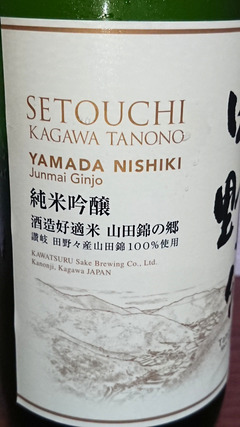 SETOUCHI
KAGAWA TANONO
YAMADA NISHIKI
Junmai Ginjo
純米吟醸
酒造好適米 山田錦の郷
讃岐 田野々産山田錦100%使用
KAWATSURU Sake Brewing Co., Ltd.
Kanonji, Kagawa JAPAN